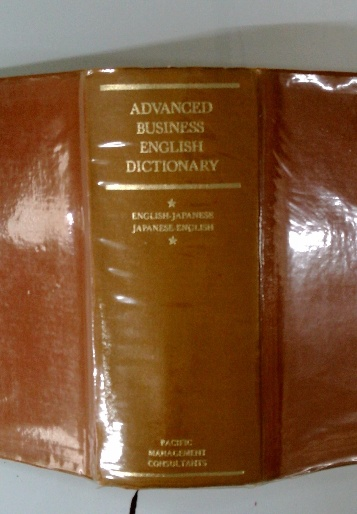 ADVANCED
BUSINESS
ENGLISH
DICTIONARY
ENGLISH-JAPANESE
JAPANESE-ENGLISH
PACIFIC
MANAGEMENT
CONSULTANTS